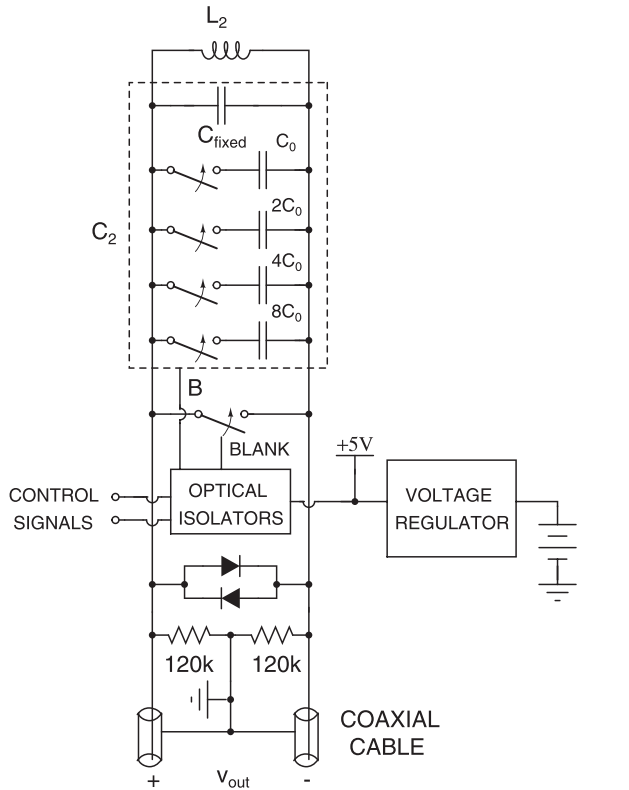 L2
Cfixed
C0
2C0
C2
4C0
8C0
B
BLANK
+5V
CONTROL
SIGNALS
OPTICAL
ISOLATORS
VOLTAGE
REGULATOR
120k 120k
COAXIAL
CABLE
+ vout -